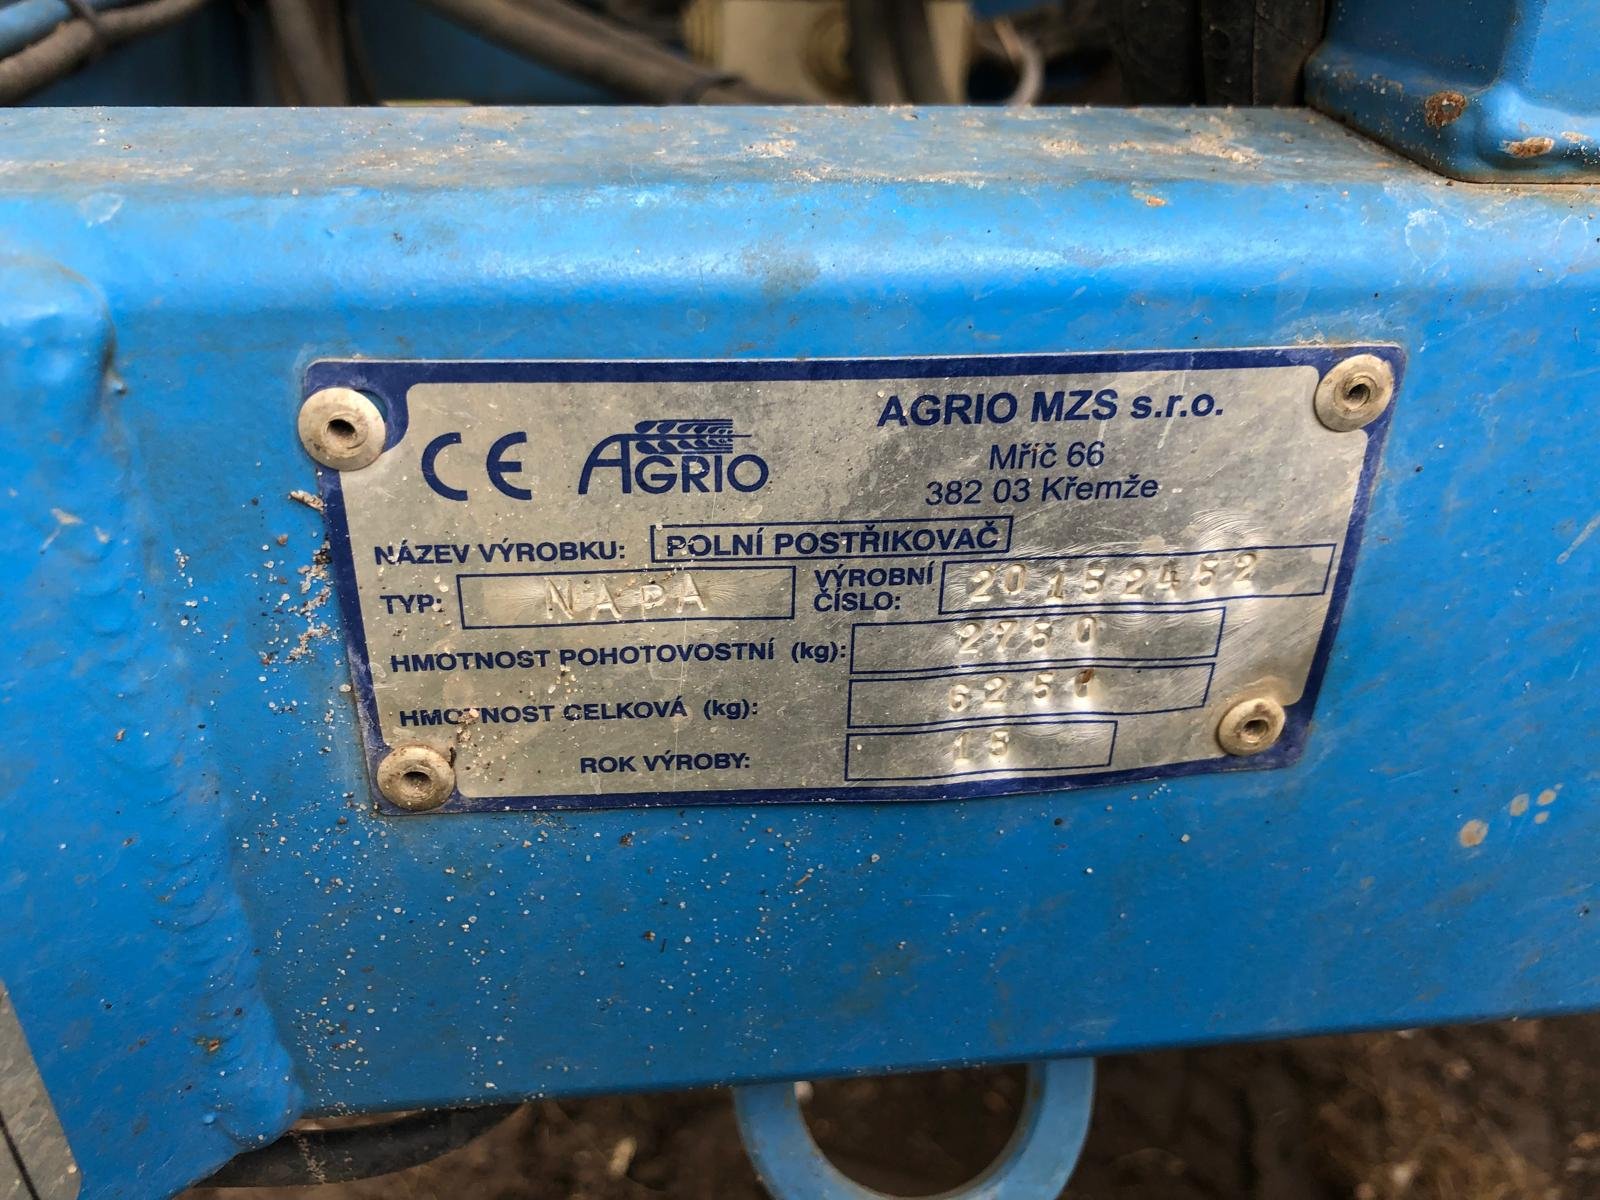 CE AGRIO
AGRIO MZS s.r.o.
Mříč 66
382 03 Křemže
NÁZEV VÝROBKU: POLNÍ POSTŘIKOVAČ
TYP: NAPA
VÝROBNÍ ČÍSLO: 20152452
HMOTNOST POHOTOVOSTNÍ (kg): 2750
HMOTNOST CELKOVÁ (kg): 6250
ROK VÝROBY: 15